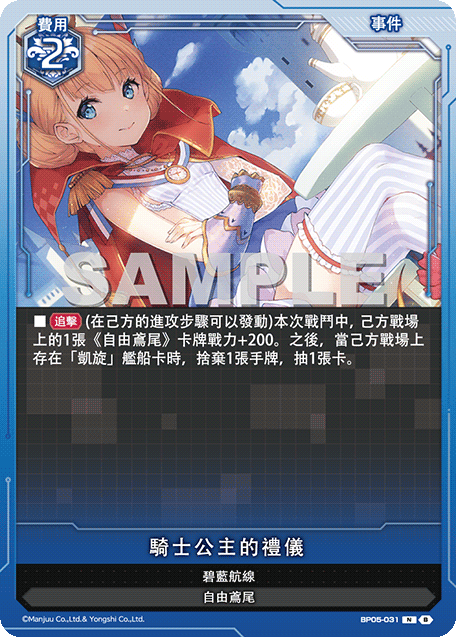 費用
事件
2
SAMPLE
■ 追擊 (在己方的進攻步驟可以發動)本次戰鬥中, 己方戰場
上的1張《自由鳶尾》卡牌戰力+200。之後, 當己方戰場上
存在「凱旋」艦船卡時, 捨棄1張手牌, 抽1張卡。
騎士公主的禮儀
碧藍航線
自由鳶尾
©Manjuu Co.,Ltd.& Yongshi Co.,Ltd.
BP05-031 N B